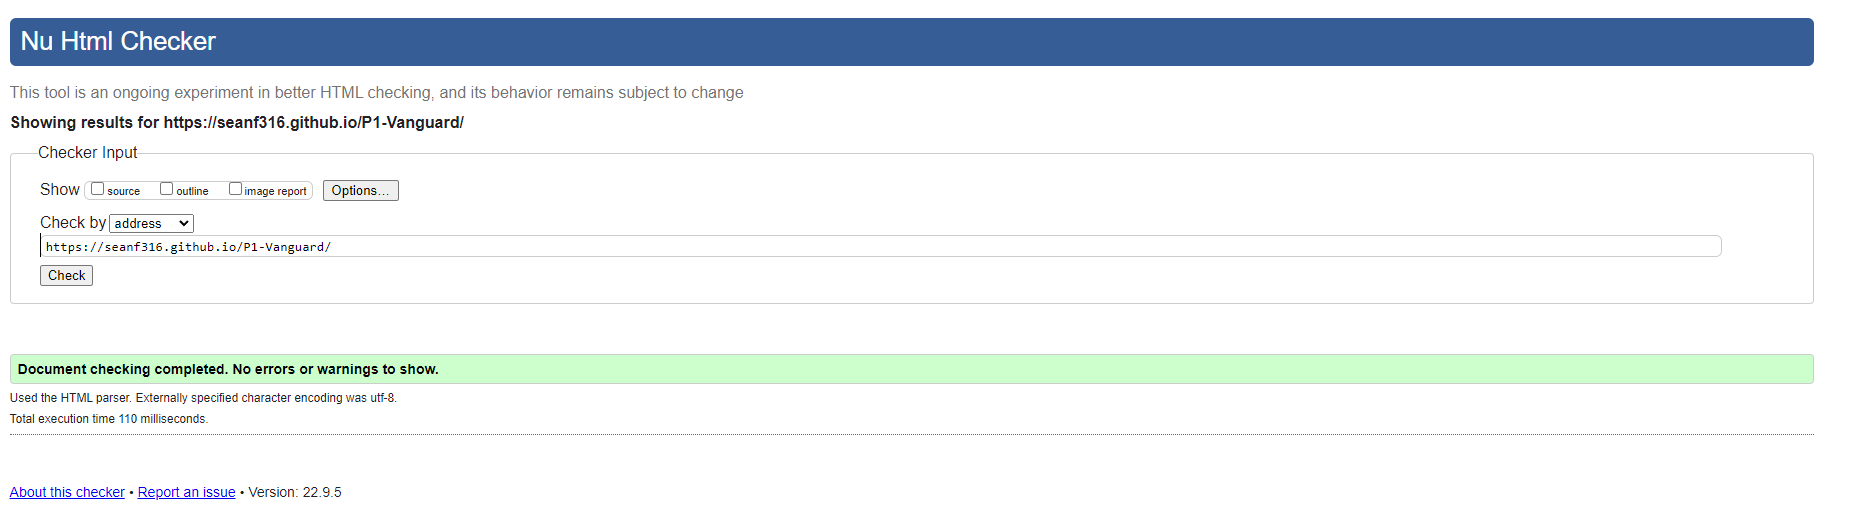 Nu Html Checker
This tool is an ongoing experiment in better HTML checking, and its behavior remains subject to change
Showing results for https://seanf316.github.io/P1-Vanguard/
Checker Input
Show source outline image report Options...
Check by address
https://seanf316.github.io/P1-Vanguard/
Check
Document checking completed. No errors or warnings to show.
Used the HTML parser. Externally specified character encoding was utf-8.
Total execution time 110 milliseconds.
About this checker • Report an issue • Version: 22.9.5